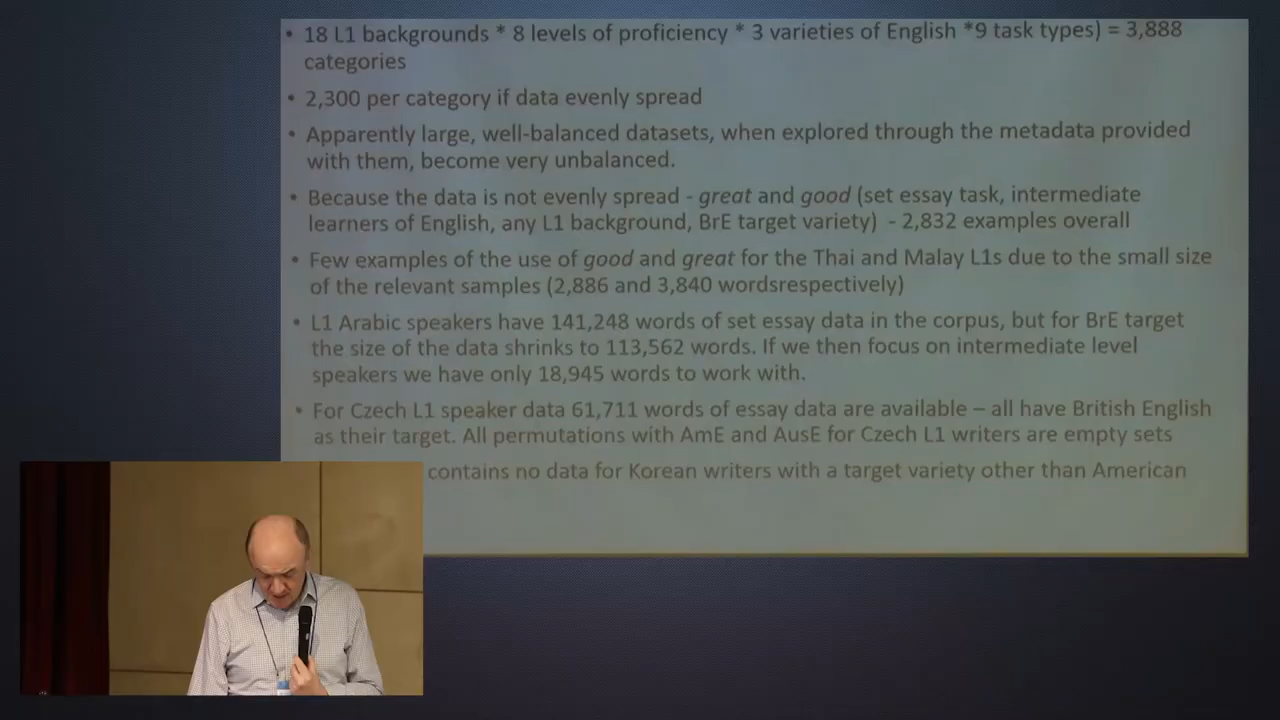 • 18 L1 backgrounds * 8 levels of proficiency * 3 varieties of English *9 task types) = 3,888
categories
• 2,300 per category if data evenly spread
• Apparently large, well-balanced datasets, when explored through the metadata provided
with them, become very unbalanced.
• Because the data is not evenly spread - great and good (set essay task, intermediate
learners of English, any L1 background, BrE target variety) - 2,832 examples overall
• Few examples of the use of good and great for the Thai and Malay L1s due to the small size
of the relevant samples (2,886 and 3,840 wordsrespectively)
• L1 Arabic speakers have 141,248 words of set essay data in the corpus, but for BrE target
the size of the data shrinks to 113,562 words. If we then focus on intermediate level
speakers we have only 18,945 words to work with.
• For Czech L1 speaker data 61,711 words of essay data are available – all have British English
as their target. All permutations with AmE and AusE for Czech L1 writers are empty sets
contains no data for Korean writers with a target variety other than American